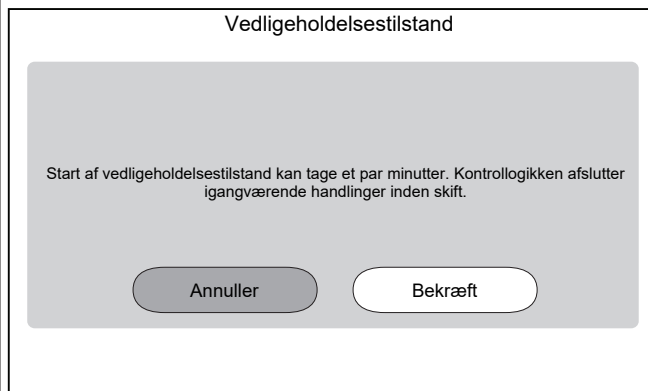 Vedligeholdelsestilstand
Start af vedligeholdelsestilstand kan tage et par minutter. Kontrollogikken afslutter
igangværende handlinger inden skift.
Annuller
Bekræft